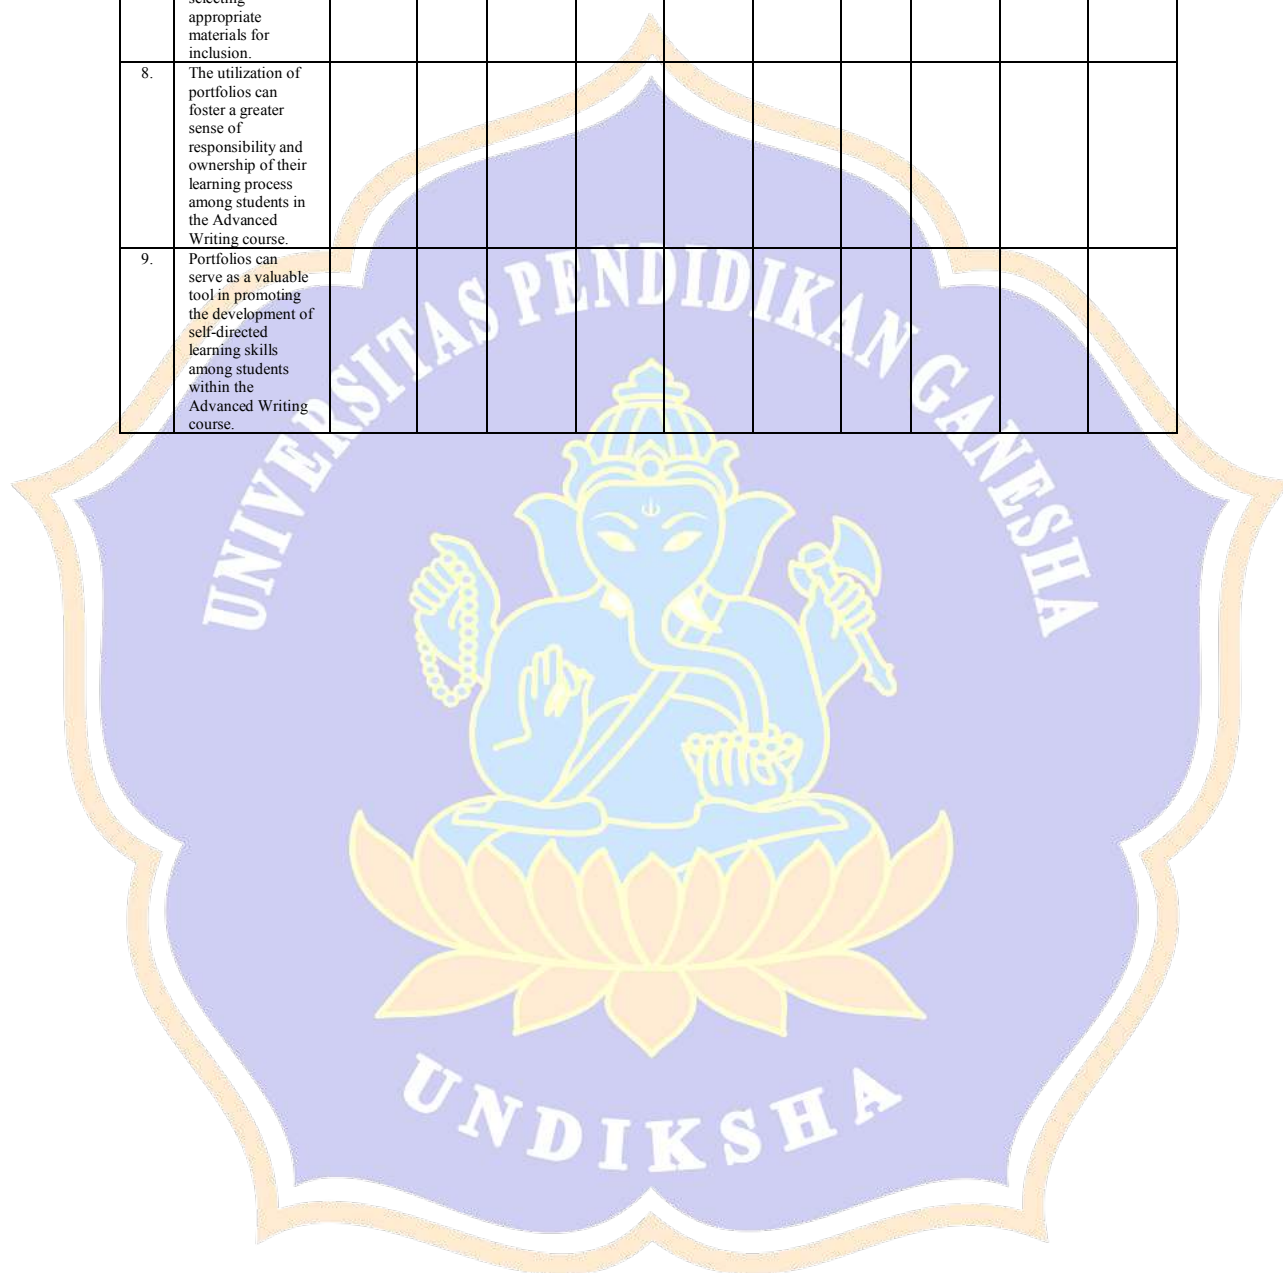 selecting
appropriate
materials for
inclusion.
8.
The utilization of
portfolios can
foster a greater
sense of
responsibility and
ownership of their
learning process
among students in
the Advanced
Writing course.
9.
Portfolios can
serve as a valuable
tool in promoting
the development of
self-directed
learning skills
among students
within the
Advanced Writing
course.
UNIVERSITAS PENDIDIKAN GANESHA
UNDIKSHA